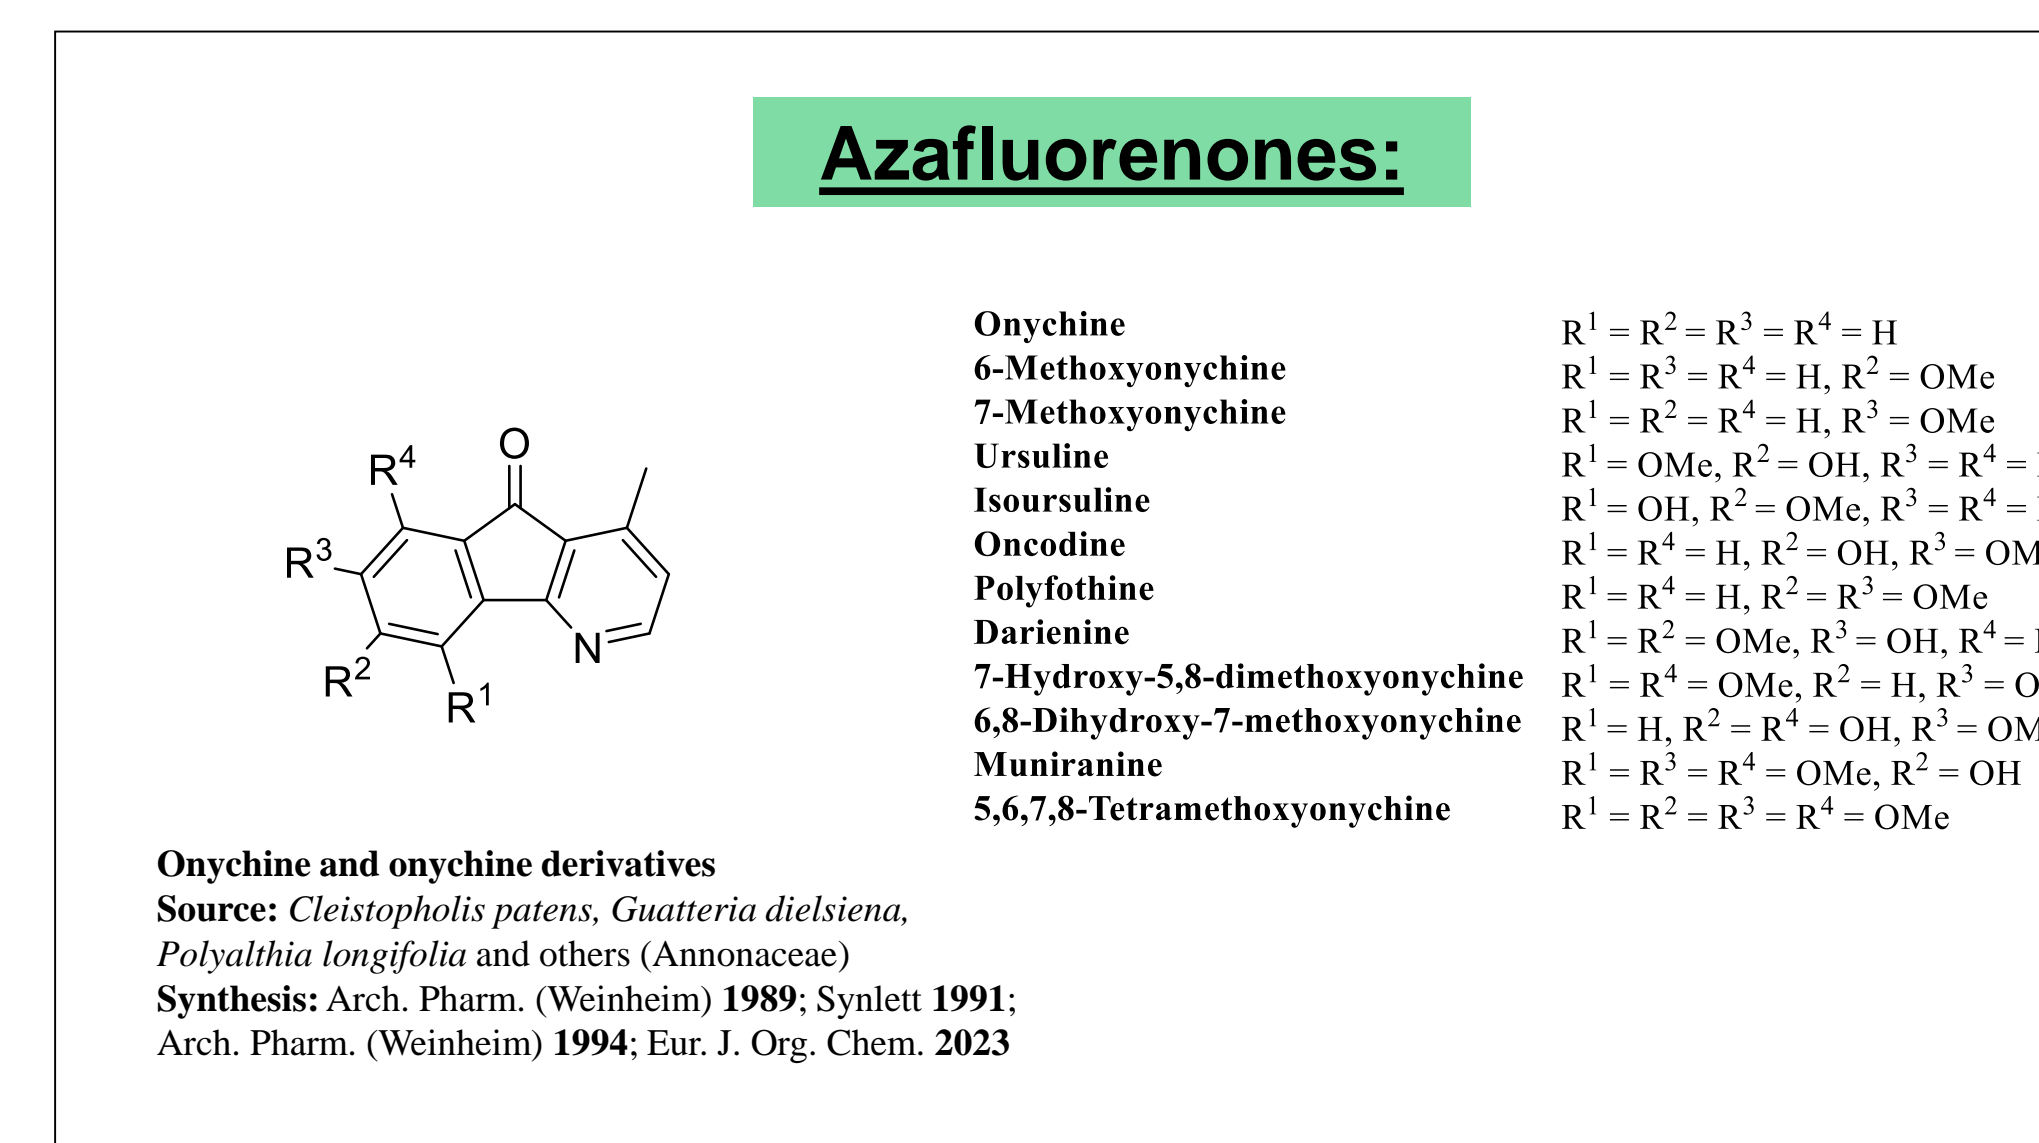 Azafluorenones:
O
R⁴
R³
R²
R¹
N
Onychine R¹ = R² = R³ = R⁴ = H
6-Methoxyonychine R¹ = R³ = R⁴ = H, R² = OMe
7-Methoxyonychine R¹ = R² = R⁴ = H, R³ = OMe
Ursuline R¹ = OMe, R² = OH, R³ = R⁴ =
Isoursuline R¹ = OH, R² = OMe, R³ = R⁴ =
Oncodine R¹ = R⁴ = H, R² = OH, R³ = OM
Polyfothine R¹ = R⁴ = H, R² = R³ = OMe
Darienine R¹ = R² = OMe, R³ = OH, R⁴ =
7-Hydroxy-5,8-dimethoxyonychine R¹ = R⁴ = OMe, R² = H, R³ = O
6,8-Dihydroxy-7-methoxyonychine R¹ = H, R² = R⁴ = OH, R³ = OM
Muniranine R¹ = R³ = R⁴ = OMe, R² = OH
5,6,7,8-Tetramethoxyonychine R¹ = R² = R³ = R⁴ = OMe
Onychine and onychine derivatives
Source: Cleistopholis patens, Guatteria dielsiena,
Polyalthia longifolia and others (Annonaceae)
Synthesis: Arch. Pharm. (Weinheim) 1989; Synlett 1991;
Arch. Pharm. (Weinheim) 1994; Eur. J. Org. Chem. 2023